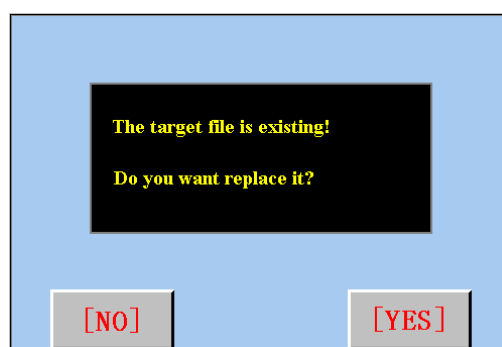 The target file is existing!
Do you want replace it?
[NO]
[YES]